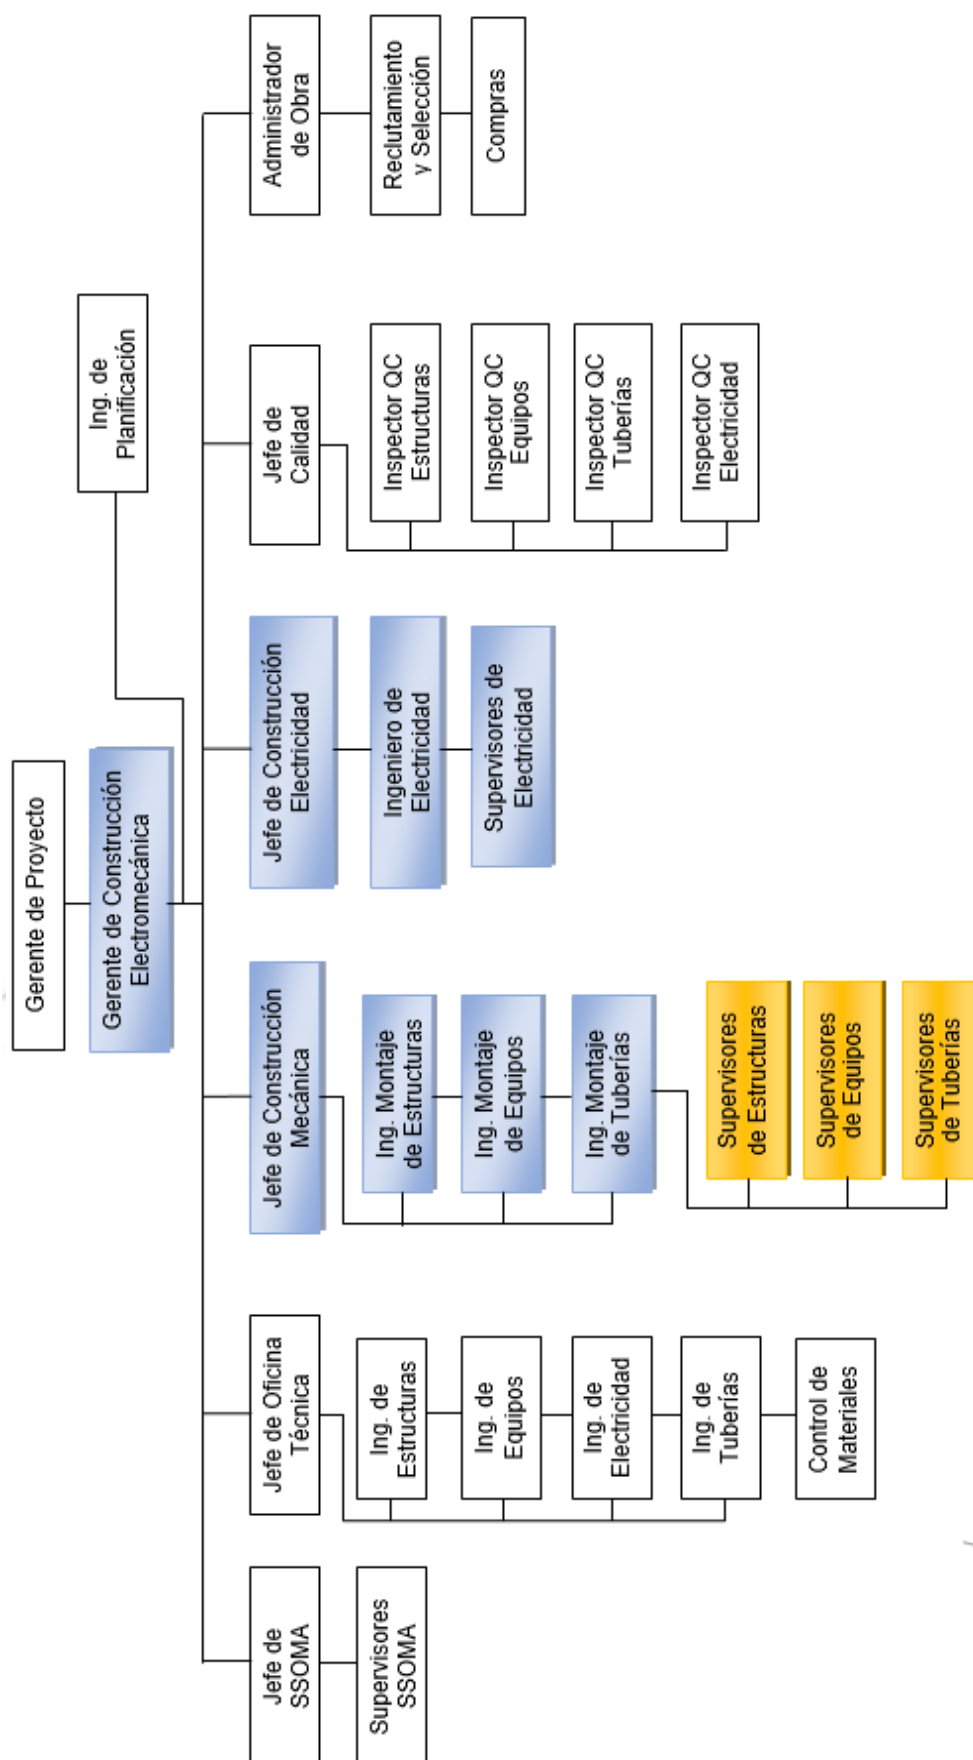 Gerente de Proyecto
Gerente de Construcción
Electromecánica
Ing. de
Planificación
Jefe de
SSOMA
Supervisores
SSOMA
Jefe de Oficina
Técnica
Ing. de
Estructuras
Ing. de
Equipos
Ing. de
Electricidad
Ing. de
Tuberías
Control de
Materiales
Jefe de Construcción
Mecánica
Ing. Montaje
de Estructuras
Ing. Montaje
de Equipos
Ing. Montaje
de Tuberías
Supervisores
de Estructuras
Supervisores
de Equipos
Supervisores
de Tuberías
Jefe de Construcción
Electricidad
Ingeniero de
Electricidad
Supervisores de
Electricidad
Jefe de
Calidad
Inspector QC
Estructuras
Inspector QC
Equipos
Inspector QC
Tuberías
Inspector QC
Electricidad
Administrador
de Obra
Reclutamiento
y Selección
Compras